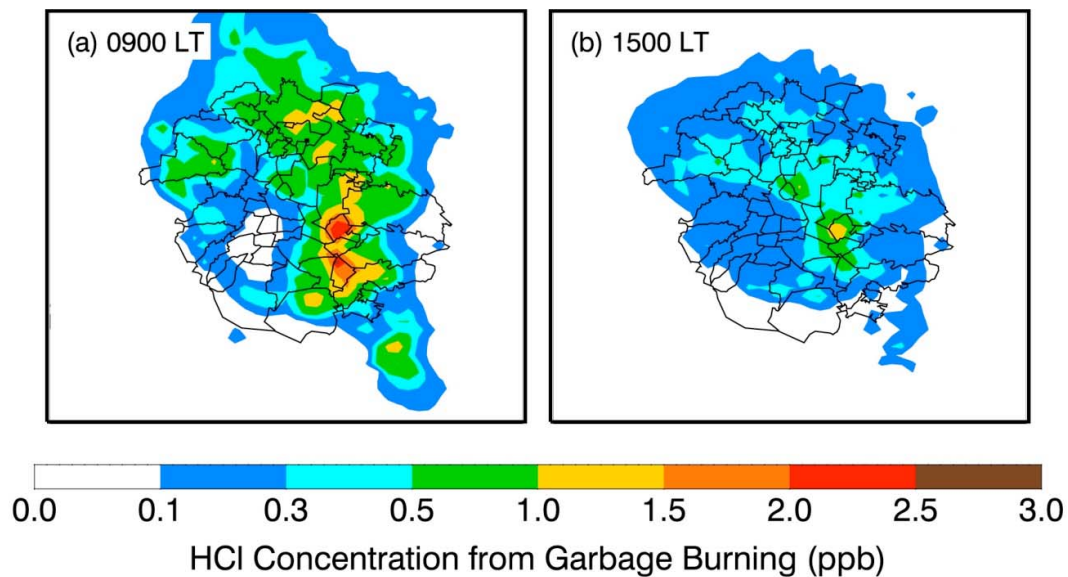 (a) 0900 LT
(b) 1500 LT
0.0 0.1 0.3 0.5 1.0 1.5 2.0 2.5 3.0
HCl Concentration from Garbage Burning (ppb)